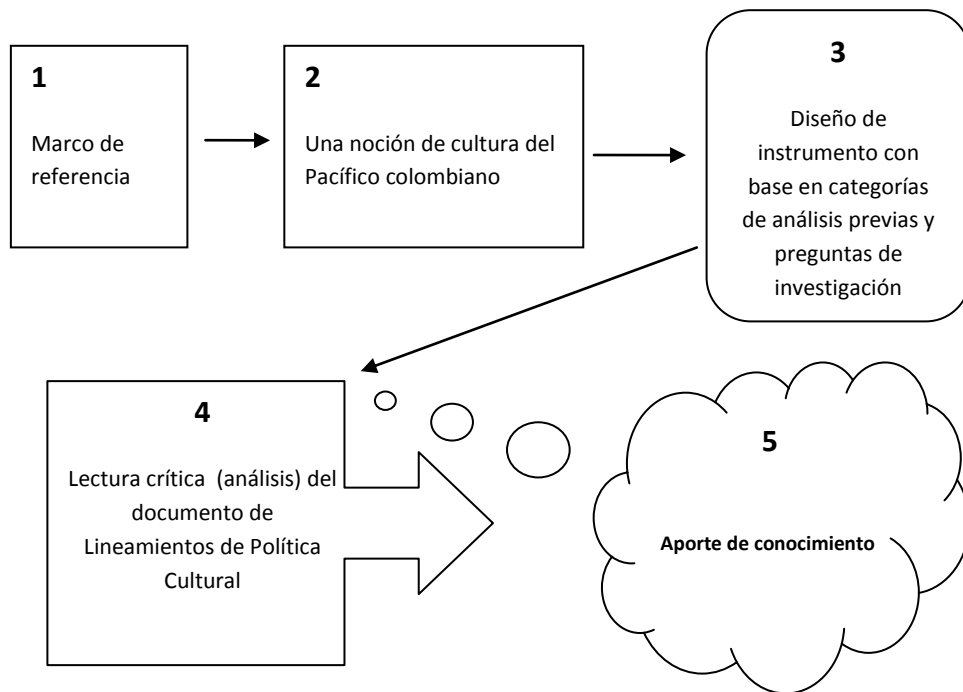 1
Marco de
referencia
2
Una noción de cultura del
Pacífico colombiano
3
Diseño de
instrumento con
base en categorías
de análisis previas y
preguntas de
investigación
4
Lectura crítica  (análisis) del
documento de
Lineamientos de Política
Cultural
5
Aporte de conocimiento